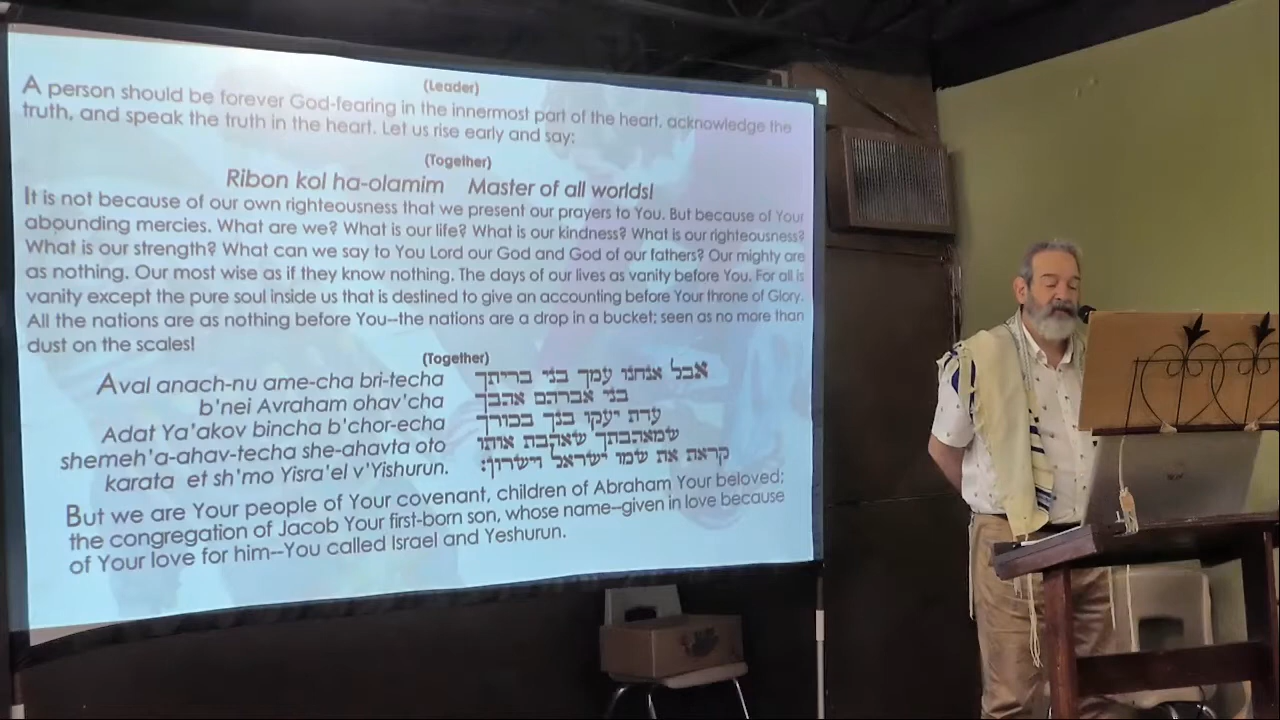 (Leader)
A person should be forever God-fearing in the innermost part of the heart, acknowledge the
truth, and speak the truth in the heart. Let us rise early and say:
(Together)
Ribon kol ha-olamim Master of all worlds!
It is not because of our own righteousness that we present our prayers to You. But because of Your
abounding mercies. What are we? What is our life? What is our kindness? What is our righteousness?
What is our strength? What can we say to You Lord our God and God of our fathers? Our mighty are
as nothing. Our most wise as if they know nothing. The days of our lives as vanity before You. For all is
vanity except the pure soul inside us that is destined to give an accounting before Your throne of Glory.
All the nations are as nothing before You--the nations are a drop in a bucket; seen as no more than
dust on the scales!
(Together)
Aval anach-nu ame-cha bri-techa אבל אנחנו עמך בני בריתך
b'nei Avraham ohav'cha בני אברהם אהבך
Adat Ya'akov bincha b'chor-echa עדת יעקו בנך בכורך
shemeh'a-ahav-techa she-ahavta oto שמאהבתך שאהבת אותו
karata et sh'mo Yisra'el v'Yishurun. קראת את שמו ישראל וישרון:
But we are Your people of Your covenant, children of Abraham Your beloved;
the congregation of Jacob Your first-born son, whose name--given in love because
of Your love for him--You called Israel and Yeshurun.